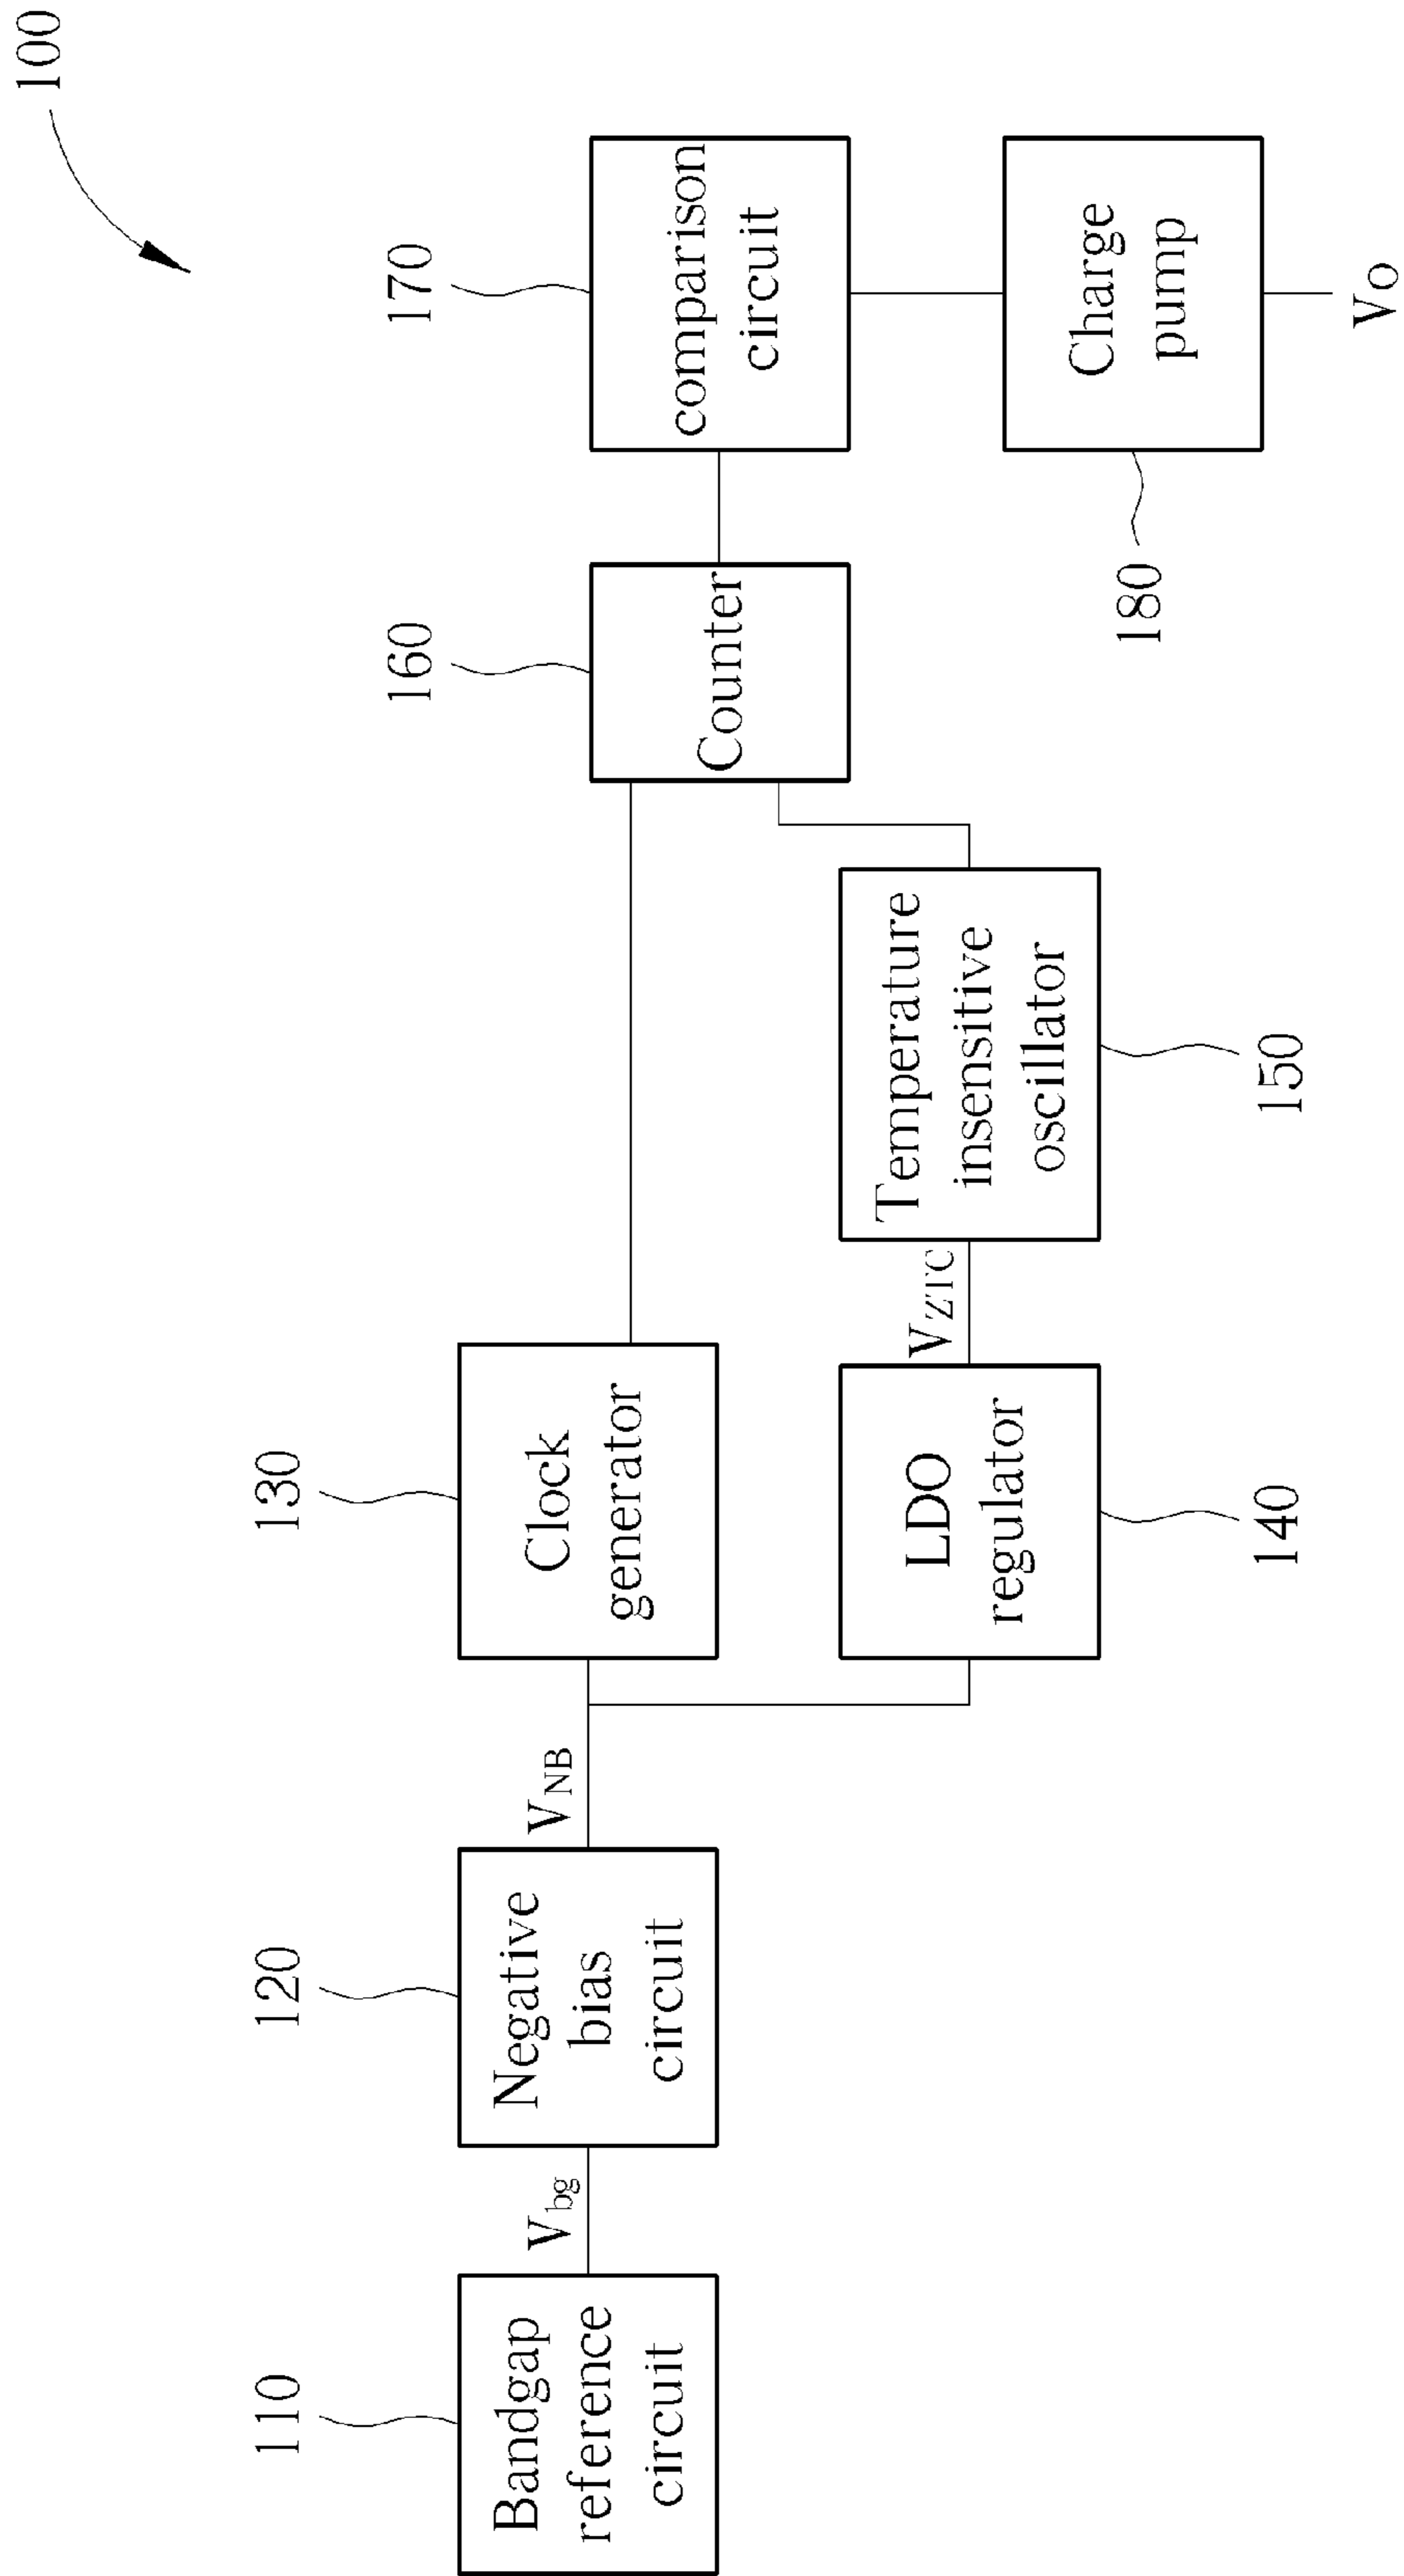 100
110
Bandgap
reference
circuit
Vbg
120
Negative
bias
circuit
VNB
130
Clock
generator
LDO
regulator
140
VZTC
Temperature
insensitive
oscillator
150
160
Counter
170
comparison
circuit
Charge
pump
180
VO